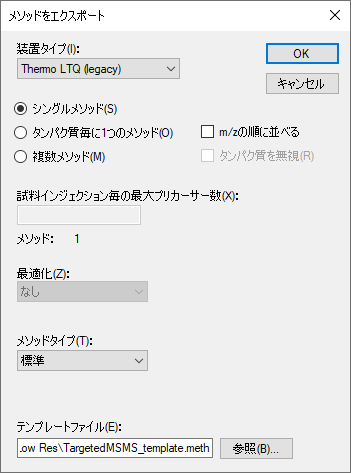 メソッドをエクスポート
装置タイプ(I):
Thermo LTQ (legacy)
OK
キャンセル
シングルメソッド(S)
タンパク質毎に1つのメソッド(O)
m/zの順に並べる
複数メソッド(M)
タンパク質を無視(R)
試料インジェクション毎の最大プリカーサー数(X):
メソッド: 1
最適化(Z):
なし
メソッドタイプ(T):
標準
テンプレートファイル(E):
.ow Res\TargetedMSMS_template.meth
参照(B)...